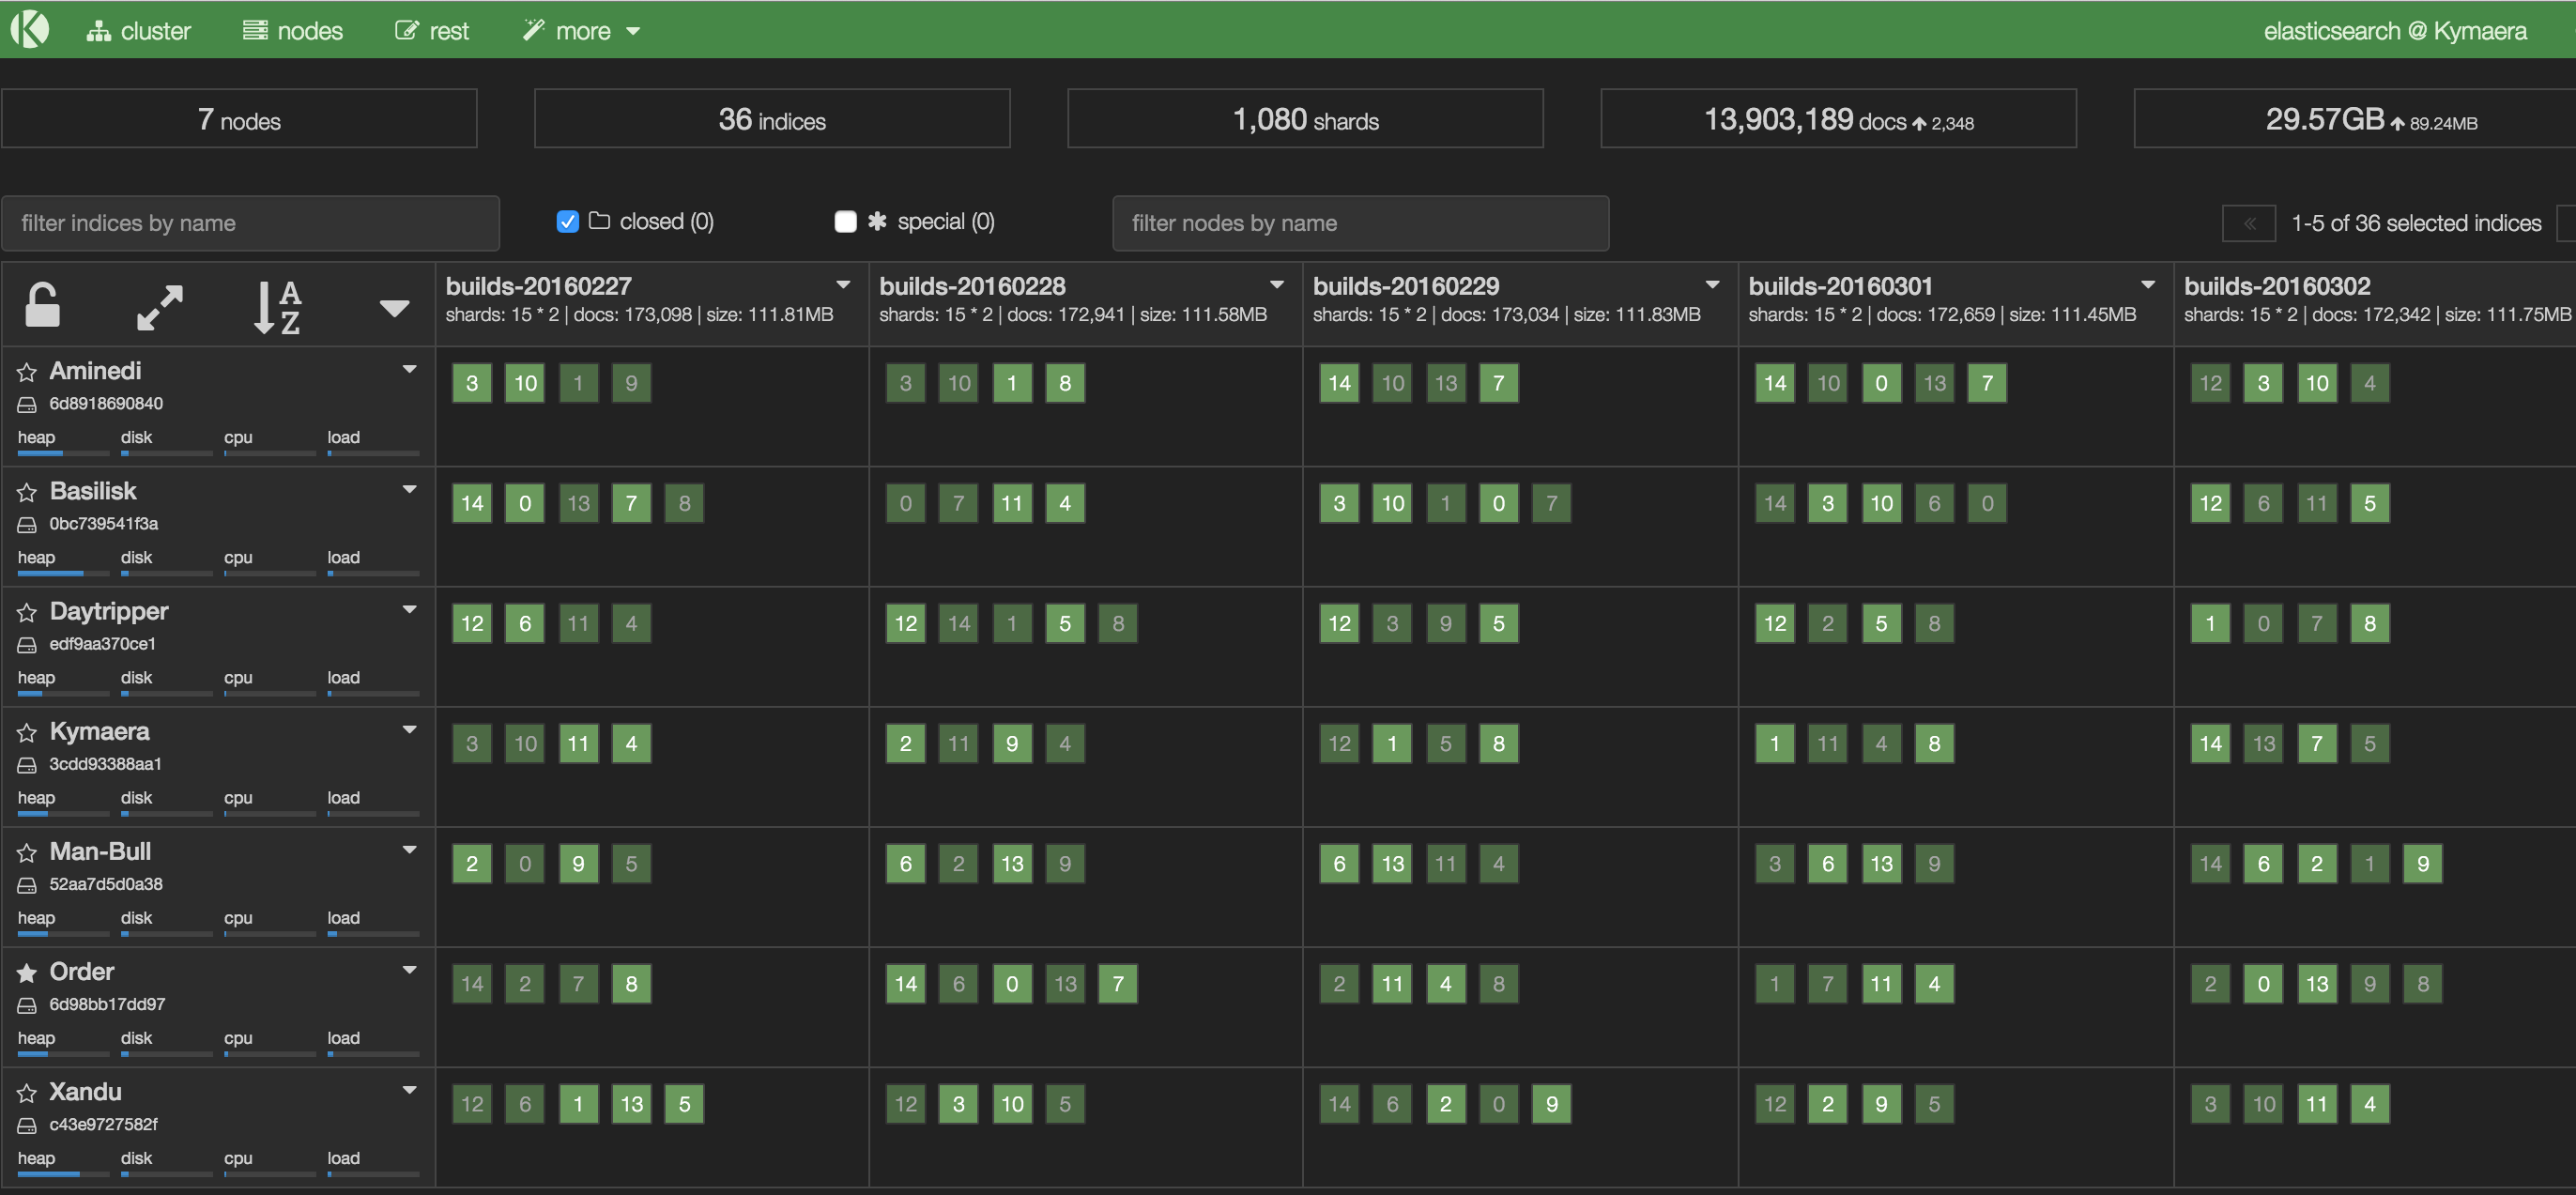 K cluster nodes rest more elasticsearch @ Kymaera
7 nodes 36 indices 1,080 shards 13,903,189 docs 2,348 29.57GB 89.24MB
filter indices by name closed (0) special (0) filter nodes by name « 1-5 of 36 selected indices
A Z builds-20160227 builds-20160228 builds-20160229 builds-20160301 builds-20160302
shards: 15 * 2 | docs: 173,098 | size: 111.81MB shards: 15 * 2 | docs: 172,941 | size: 111.58MB shards: 15 * 2 | docs: 173,034 | size: 111.83MB shards: 15 * 2 | docs: 172,659 | size: 111.45MB shards: 15 * 2 | docs: 172,342 | size: 111.75MB
Aminedi
6d8918690840
3 10 1 9 3 10 1 8 14 10 13 7 14 10 0 13 7 12 3 10 4
heap disk cpu load
Basilisk
0bc739541f3a
14 0 13 7 8 0 7 11 4 3 10 1 0 7 14 3 10 6 0 12 6 11 5
heap disk cpu load
Daytripper
edf9aa370ce1
12 6 11 4 12 14 1 5 8 12 3 9 5 12 2 5 8 1 0 7 8
heap disk cpu load
Kymaera
3cdd93388aa1
3 10 11 4 2 11 9 4 12 1 5 8 1 11 4 8 14 13 7 5
heap disk cpu load
Man-Bull
52aa7d5d0a38
2 0 9 5 6 2 13 9 6 13 11 4 3 6 13 9 14 6 2 1 9
heap disk cpu load
Order
6d98bb17dd97
14 2 7 8 14 6 0 13 7 2 11 4 8 1 7 11 4 2 0 13 9 8
heap disk cpu load
Xandu
c43e9727582f
12 6 1 13 5 12 3 10 5 14 6 2 0 9 12 2 9 5 3 10 11 4
heap disk cpu load